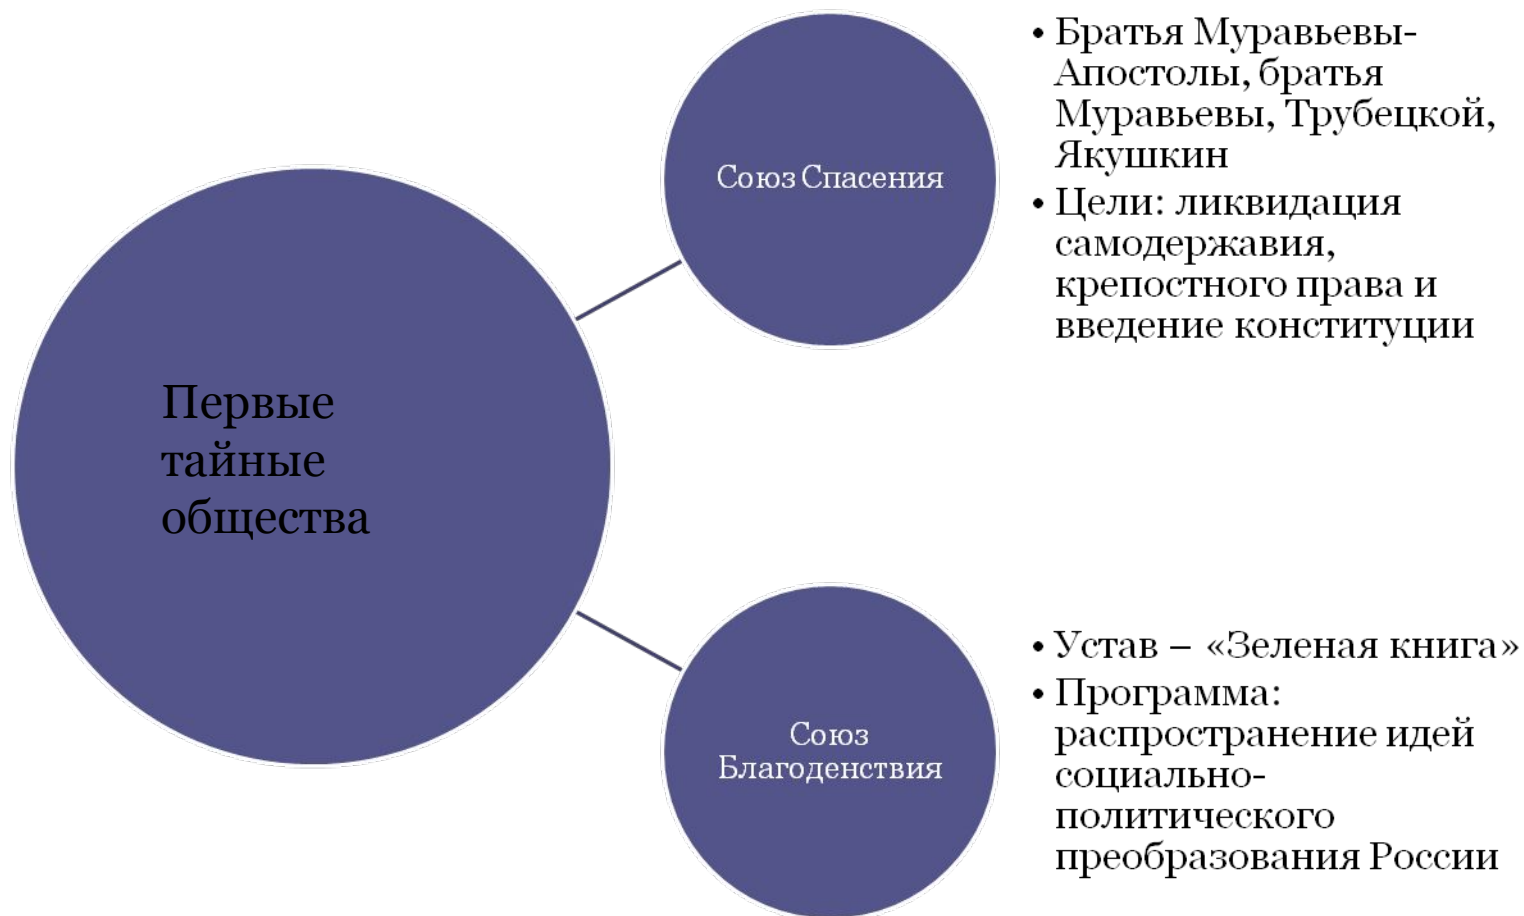 Первые
тайные
общества
Союз Спасения
• Братья Муравьевы-
Апостолы, братья
Муравьевы, Трубецкой,
Якушкин
• Цели: ликвидация
самодержавия,
крепостного права и
введение конституции
Союз
Благоденствия
• Устав – «Зеленая книга»
• Программа:
распространение идей
социально-
политического
преобразования России